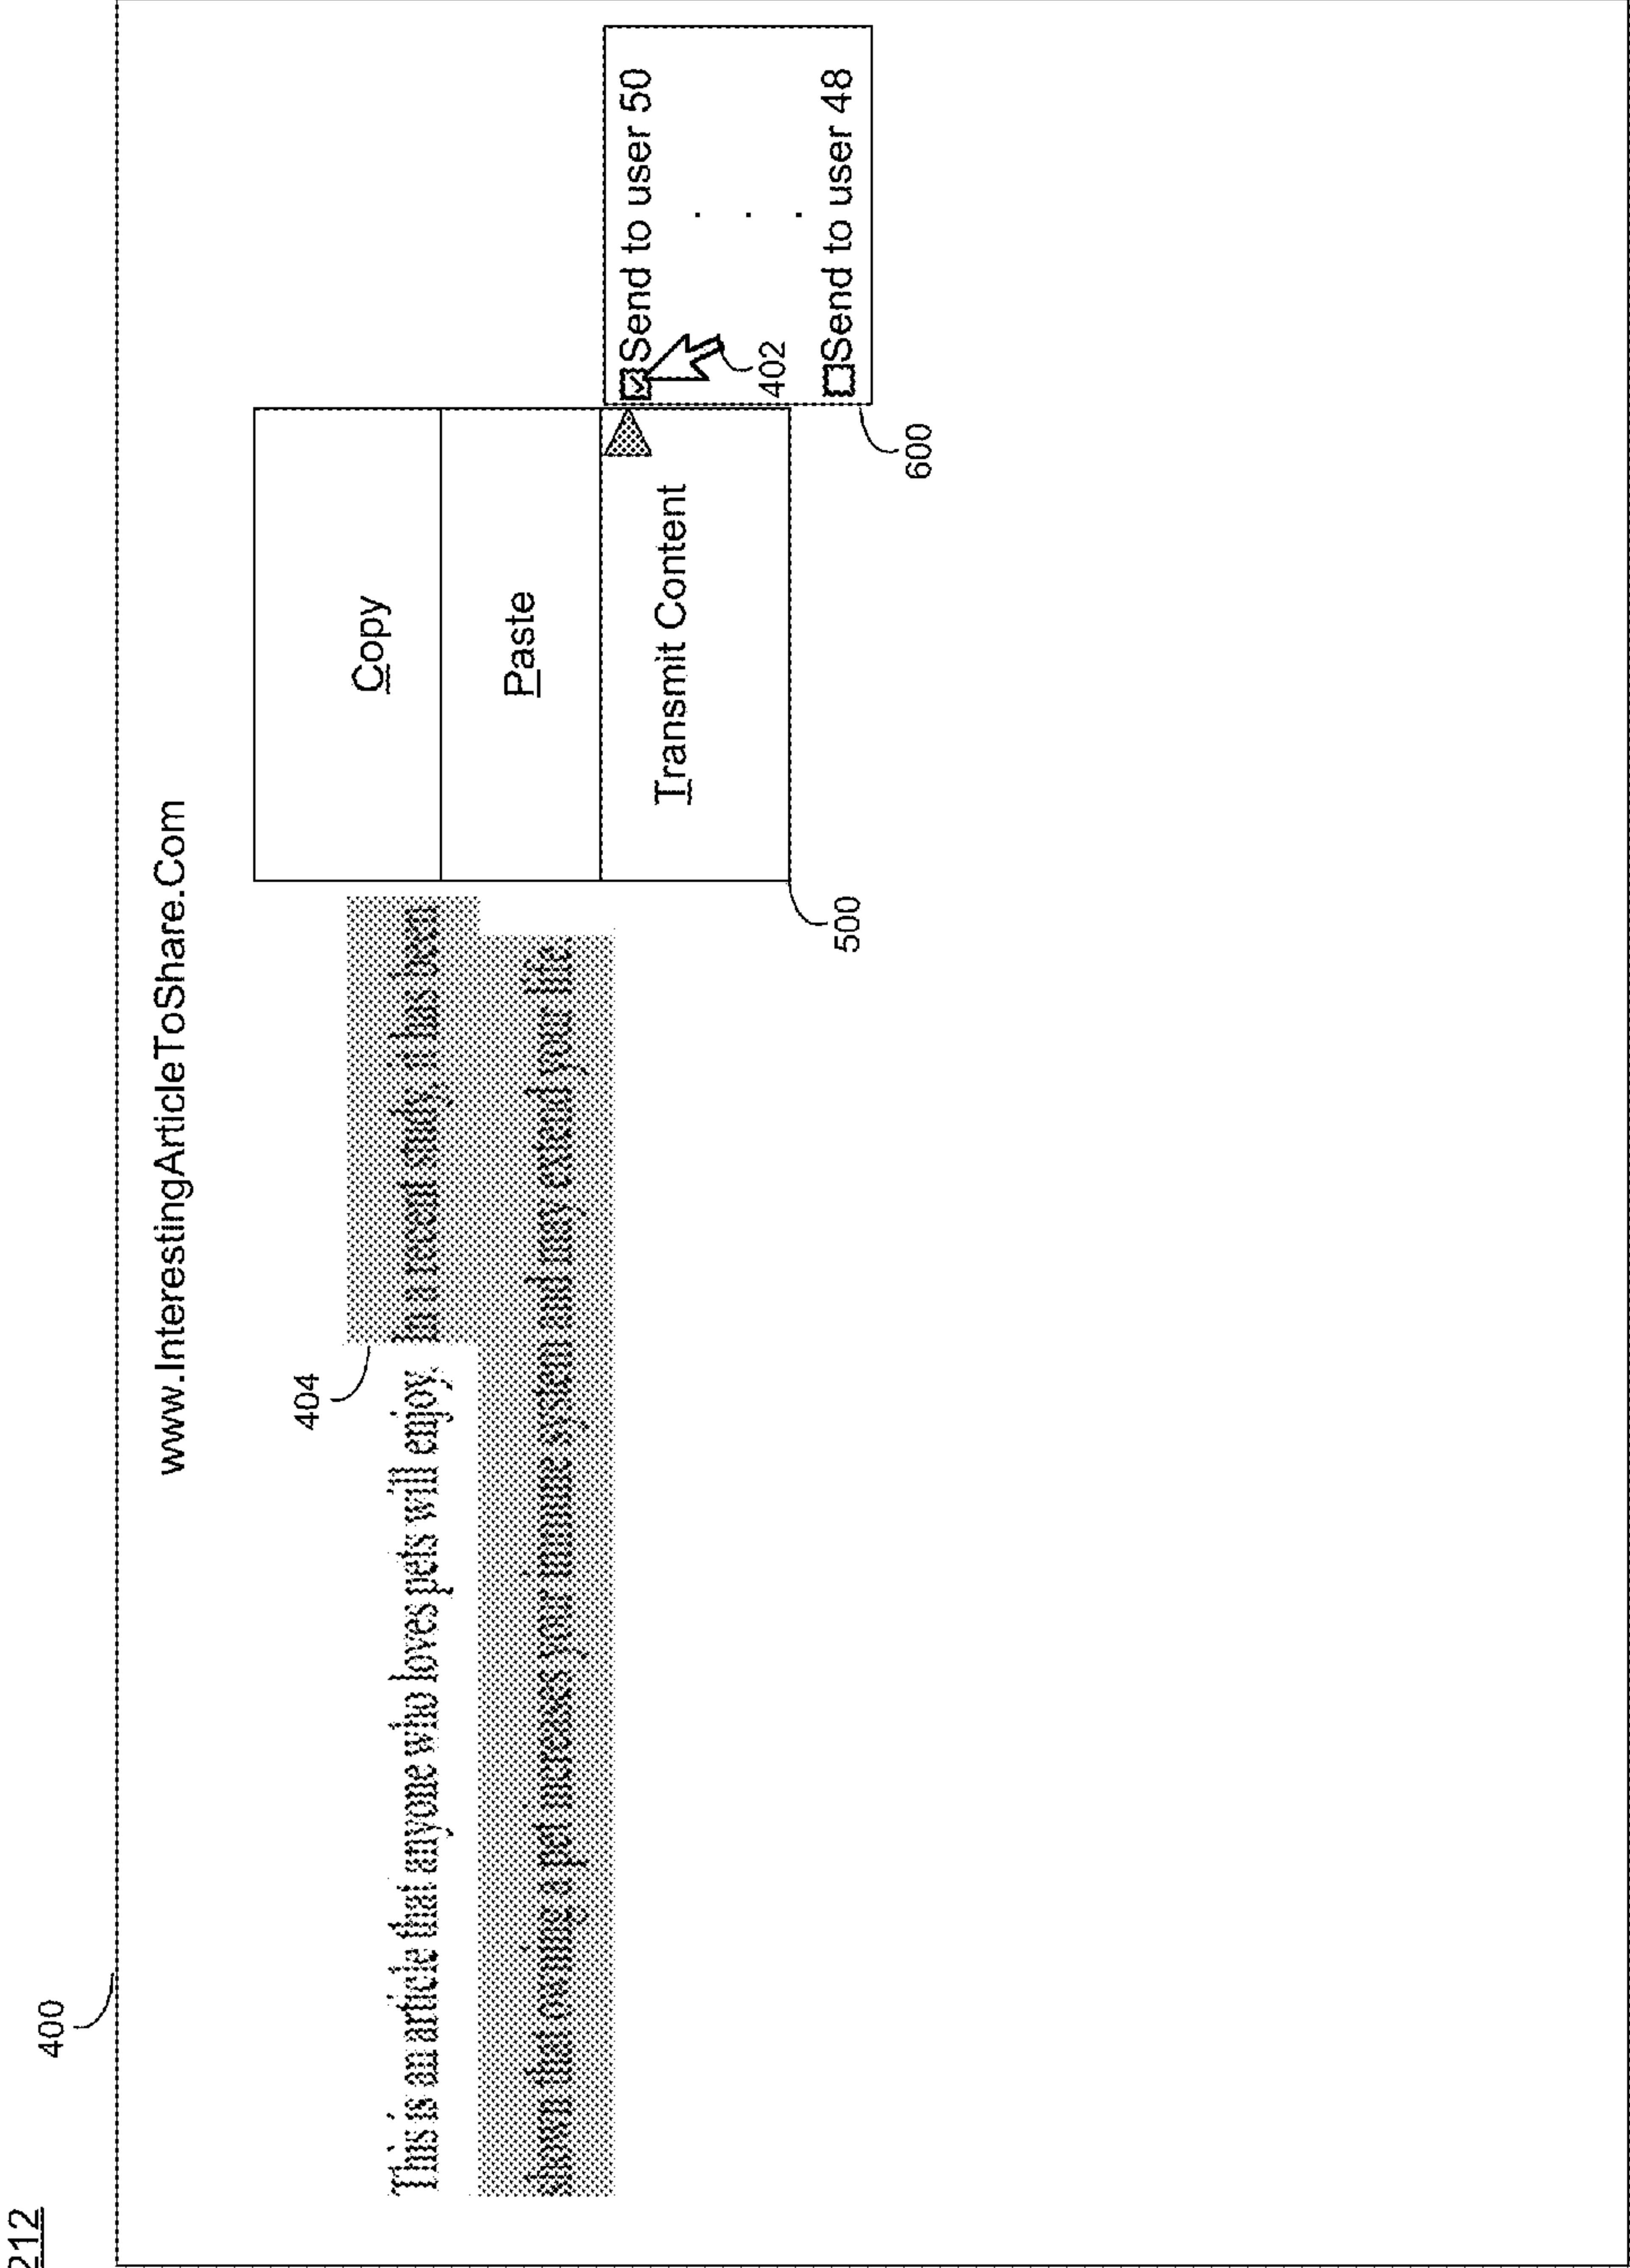 212
400
www.InterestingArticleToShare.Com
404
This is an article that anyone who loves pets will enjoy. In a recent study, it has been
shown that owning a pet increases your immune system and may extend your life.
Copy
Paste
Transmit Content
500
Send to user 50
.
.
.
402
Send to user 48
600